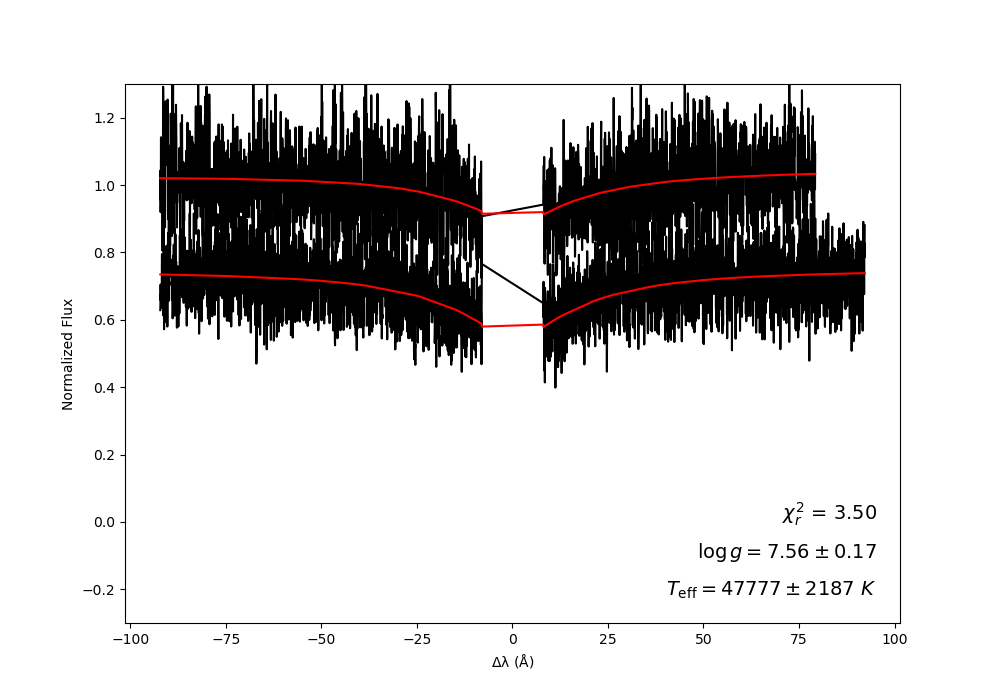 1.2
1.0
0.8
0.6
0.4
0.2
0.0
−0.2
Normalized Flux
χ²ᵣ = 3.50
log g = 7.56 ± 0.17
T_eff = 47777 ± 2187 K
−100 −75 −50 −25 0 25 50 75 100
Δλ (Å)